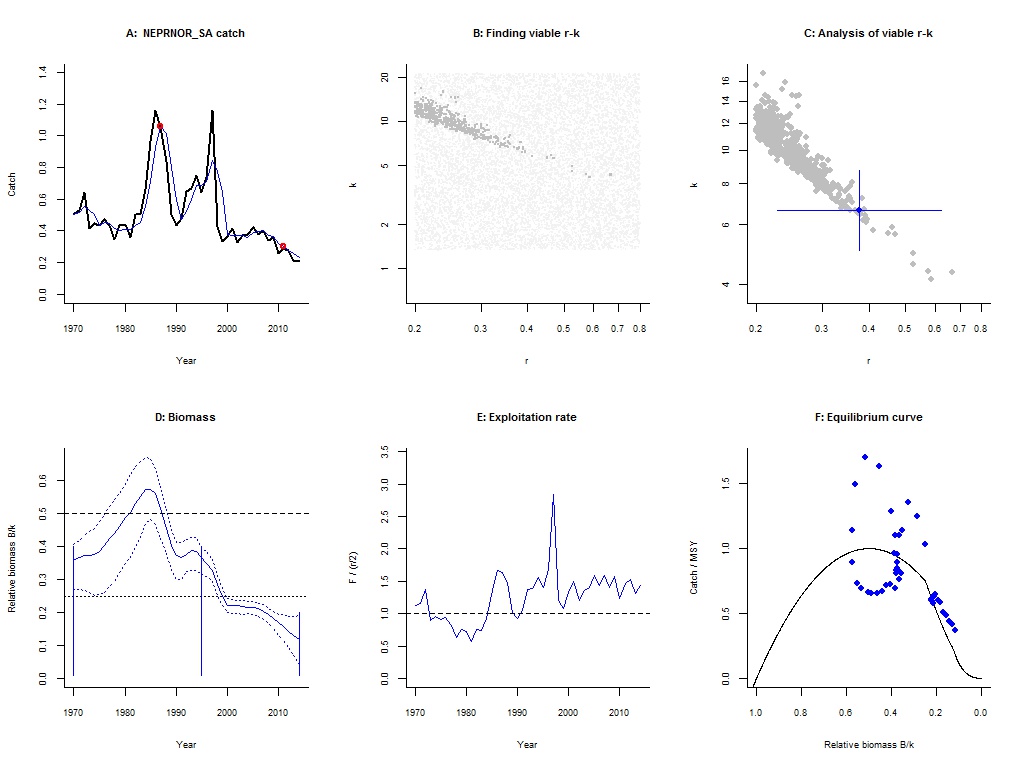 A: NEPRNOR_SA catch
B: Finding viable r-k
C: Analysis of viable r-k
Catch
0.0 0.2 0.4 0.6 0.8 1.0 1.2 1.4
1970 1980 1990 2000 2010
Year
k
1 2 5 10 20
0.2 0.3 0.4 0.5 0.6 0.7 0.8
r
k
4 6 8 10 12 14 16
0.2 0.3 0.4 0.5 0.6 0.7 0.8
r
D: Biomass
E: Exploitation rate
F: Equilibrium curve
Relative biomass B/k
0.0 0.1 0.2 0.3 0.4 0.5 0.6
1970 1980 1990 2000 2010
Year
F / (r/2)
0.0 0.5 1.0 1.5 2.0 2.5 3.0 3.5
1970 1980 1990 2000 2010
Year
Catch / MSY
0.0 0.5 1.0 1.5
1.0 0.8 0.6 0.4 0.2 0.0
Relative biomass B/k